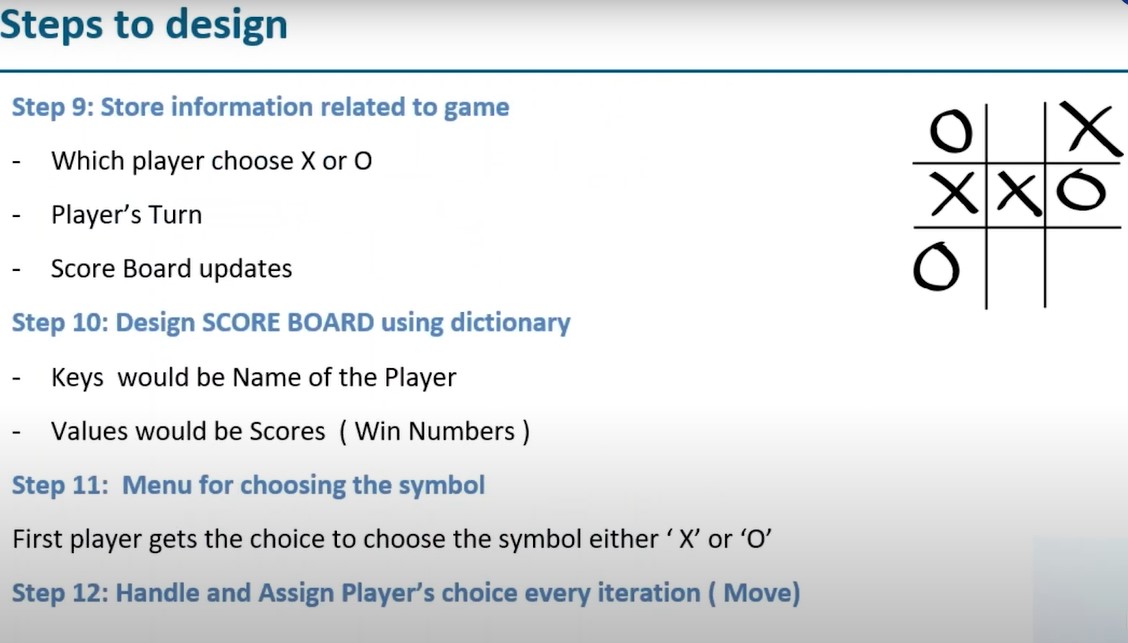 Steps to design
Step 9: Store information related to game
- Which player choose X or O
- Player's Turn
- Score Board updates
Step 10: Design SCORE BOARD using dictionary
- Keys would be Name of the Player
- Values would be Scores ( Win Numbers )
Step 11: Menu for choosing the symbol
First player gets the choice to choose the symbol either ‘ X’ or ‘O’
Step 12: Handle and Assign Player’s choice every iteration ( Move)
O X
X X O
O